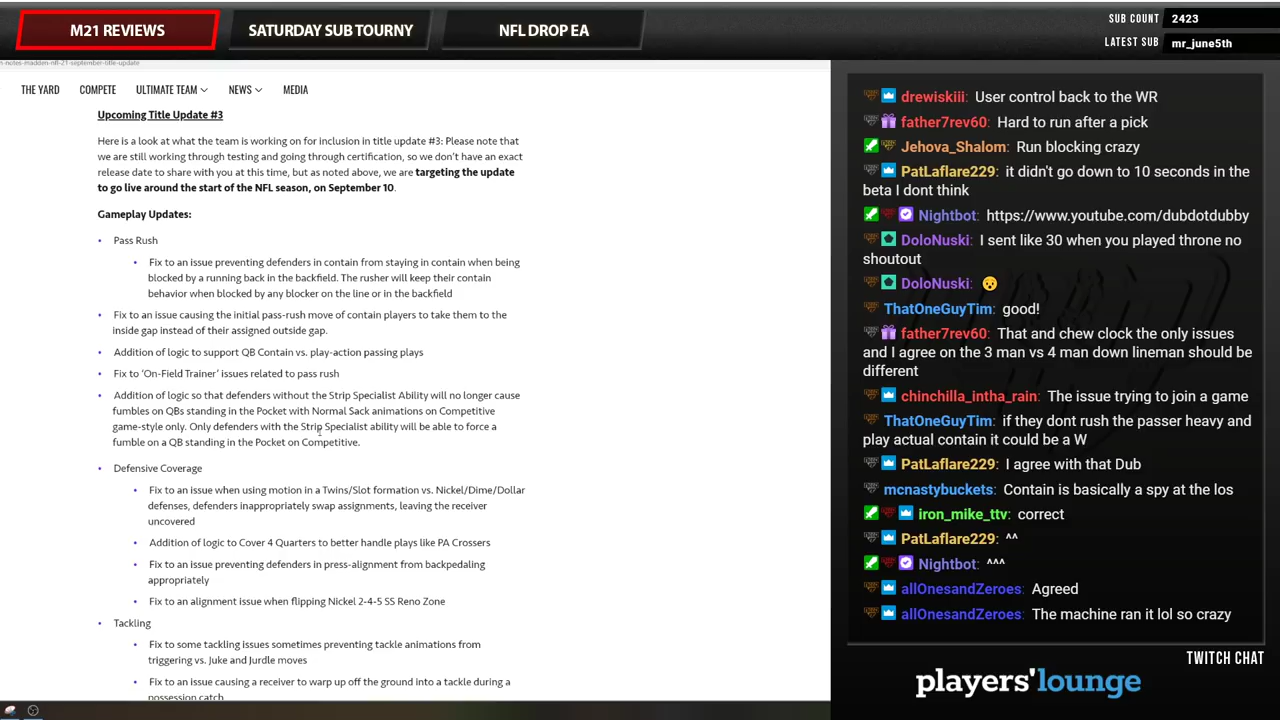 M21 REVIEWS
SATURDAY SUB TOURNY
NFL DROP EA
SUB COUNT
2423
LATEST SUB
mr_june5th
n-notes-madden-nfl-21-september-title-update
THE YARD
COMPETE
ULTIMATE TEAM
NEWS
MEDIA
Upcoming Title Update #3
Here is a look at what the team is working on for inclusion in title update #3: Please note that
we are still working through testing and going through certification, so we don't have an exact
release date to share with you at this time, but as noted above, we are targeting the update
to go live around the start of the NFL season, on September 10.
Gameplay Updates:
• Pass Rush
• Fix to an issue preventing defenders in contain from staying in contain when being
blocked by a running back in the backfield. The rusher will keep their contain
behavior when blocked by any blocker on the line or in the backfield
• Fix to an issue causing the initial pass-rush move of contain players to take them to the
inside gap instead of their assigned outside gap.
• Addition of logic to support QB Contain vs. play-action passing plays
• Fix to 'On-Field Trainer' issues related to pass rush
• Addition of logic so that defenders without the Strip Specialist Ability will no longer cause
fumbles on QBs standing in the Pocket with Normal Sack animations on Competitive
game-style only. Only defenders with the Strip Specialist ability will be able to force a
fumble on a QB standing in the Pocket on Competitive.
• Defensive Coverage
• Fix to an issue when using motion in a Twins/Slot formation vs. Nickel/Dime/Dollar
defenses, defenders inappropriately swap assignments, leaving the receiver
uncovered
• Addition of logic to Cover 4 Quarters to better handle plays like PA Crossers
• Fix to an issue preventing defenders in press-alignment from backpedaling
appropriately
• Fix to an alignment issue when flipping Nickel 2-4-5 SS Reno Zone
• Tackling
• Fix to some tackling issues sometimes preventing tackle animations from
triggering vs. Juke and Jurdle moves
• Fix to an issue causing a receiver to warp up off the ground into a tackle during a
possession catch
drewiskiii: User control back to the WR
father7rev60: Hard to run after a pick
Jehova_Shalom: Run blocking crazy
PatLaflare229: it didn't go down to 10 seconds in the
beta I dont think
Nightbot: https://www.youtube.com/dubdotdubby
DoloNuski: I sent like 30 when you played throne no
shoutout
DoloNuski: 😮
ThatOneGuyTim: good!
father7rev60: That and chew clock the only issues
and I agree on the 3 man vs 4 man down lineman should be
different
chinchilla_intha_rain: The issue trying to join a game
ThatOneGuyTim: if they dont rush the passer heavy and
play actual contain it could be a W
PatLaflare229: I agree with that Dub
mcnastybuckets: Contain is basically a spy at the los
iron_mike_ttv: correct
PatLaflare229: ^^
Nightbot: ^^^
allOnesandZeroes: Agreed
allOnesandZeroes: The machine ran it lol so crazy
TWITCH CHAT
players'lounge